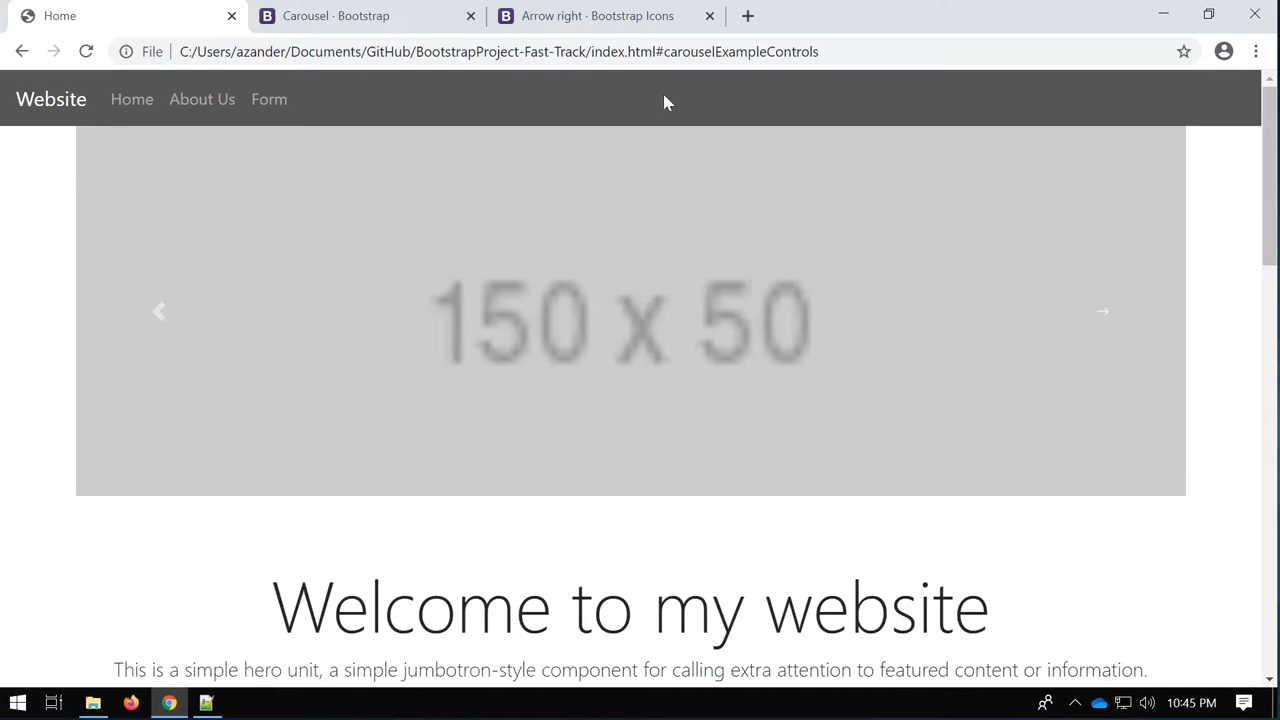 Home
Carousel · Bootstrap
Arrow right · Bootstrap Icons
File
C:/Users/azander/Documents/GitHub/BootstrapProject-Fast-Track/index.html#carouselExampleControls
Website
Home
About Us
Form
150 x 50
Welcome to my website
This is a simple hero unit, a simple jumbotron-style component for calling extra attention to featured content or information.
10:45 PM